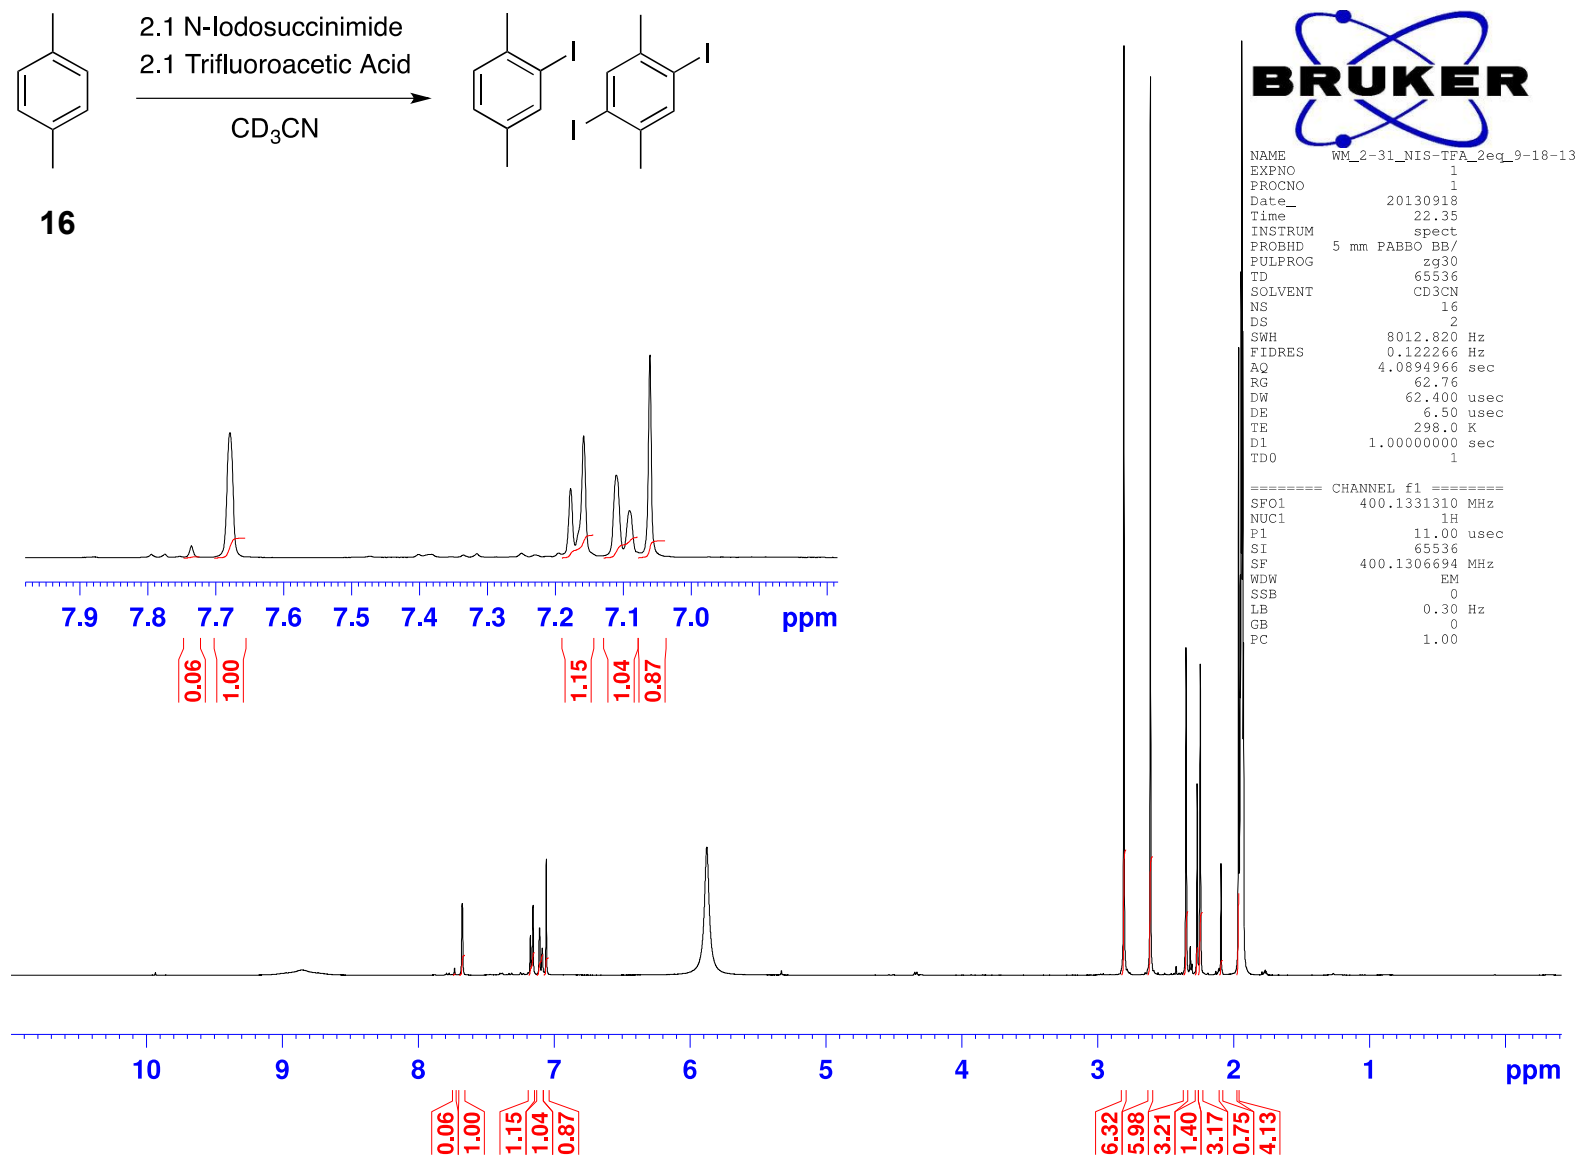 2.1 N-Iodosuccinimide
2.1 Trifluoroacetic Acid
CD3CN
I
I
I
16
BRUKER
NAME WM_2-31_NIS-TFA_2eq_9-18-13
EXPNO 1
PROCNO 1
Date_ 20130918
Time 22.35
INSTRUM spect
PROBHD 5 mm PABBO BB/
PULPROG zg30
TD 65536
SOLVENT CD3CN
NS 16
DS 2
SWH 8012.820 Hz
FIDRES 0.122266 Hz
AQ 4.0894966 sec
RG 62.76
DW 62.400 usec
DE 6.50 usec
TE 298.0 K
D1 1.00000000 sec
TD0 1
======== CHANNEL f1 ========
SFO1 400.1331310 MHz
NUC1 1H
P1 11.00 usec
SI 65536
SF 400.1306694 MHz
WDW EM
SSB 0
LB 0.30 Hz
GB 0
PC 1.00
7.9 7.8 7.7 7.6 7.5 7.4 7.3 7.2 7.1 7.0 ppm
0.06 1.00 1.15 1.04 0.87
10 9 8 7 6 5 4 3 2 1 ppm
0.06 1.00 1.15 1.04 0.87 6.32 5.98 3.21 1.40 3.17 0.75 4.13